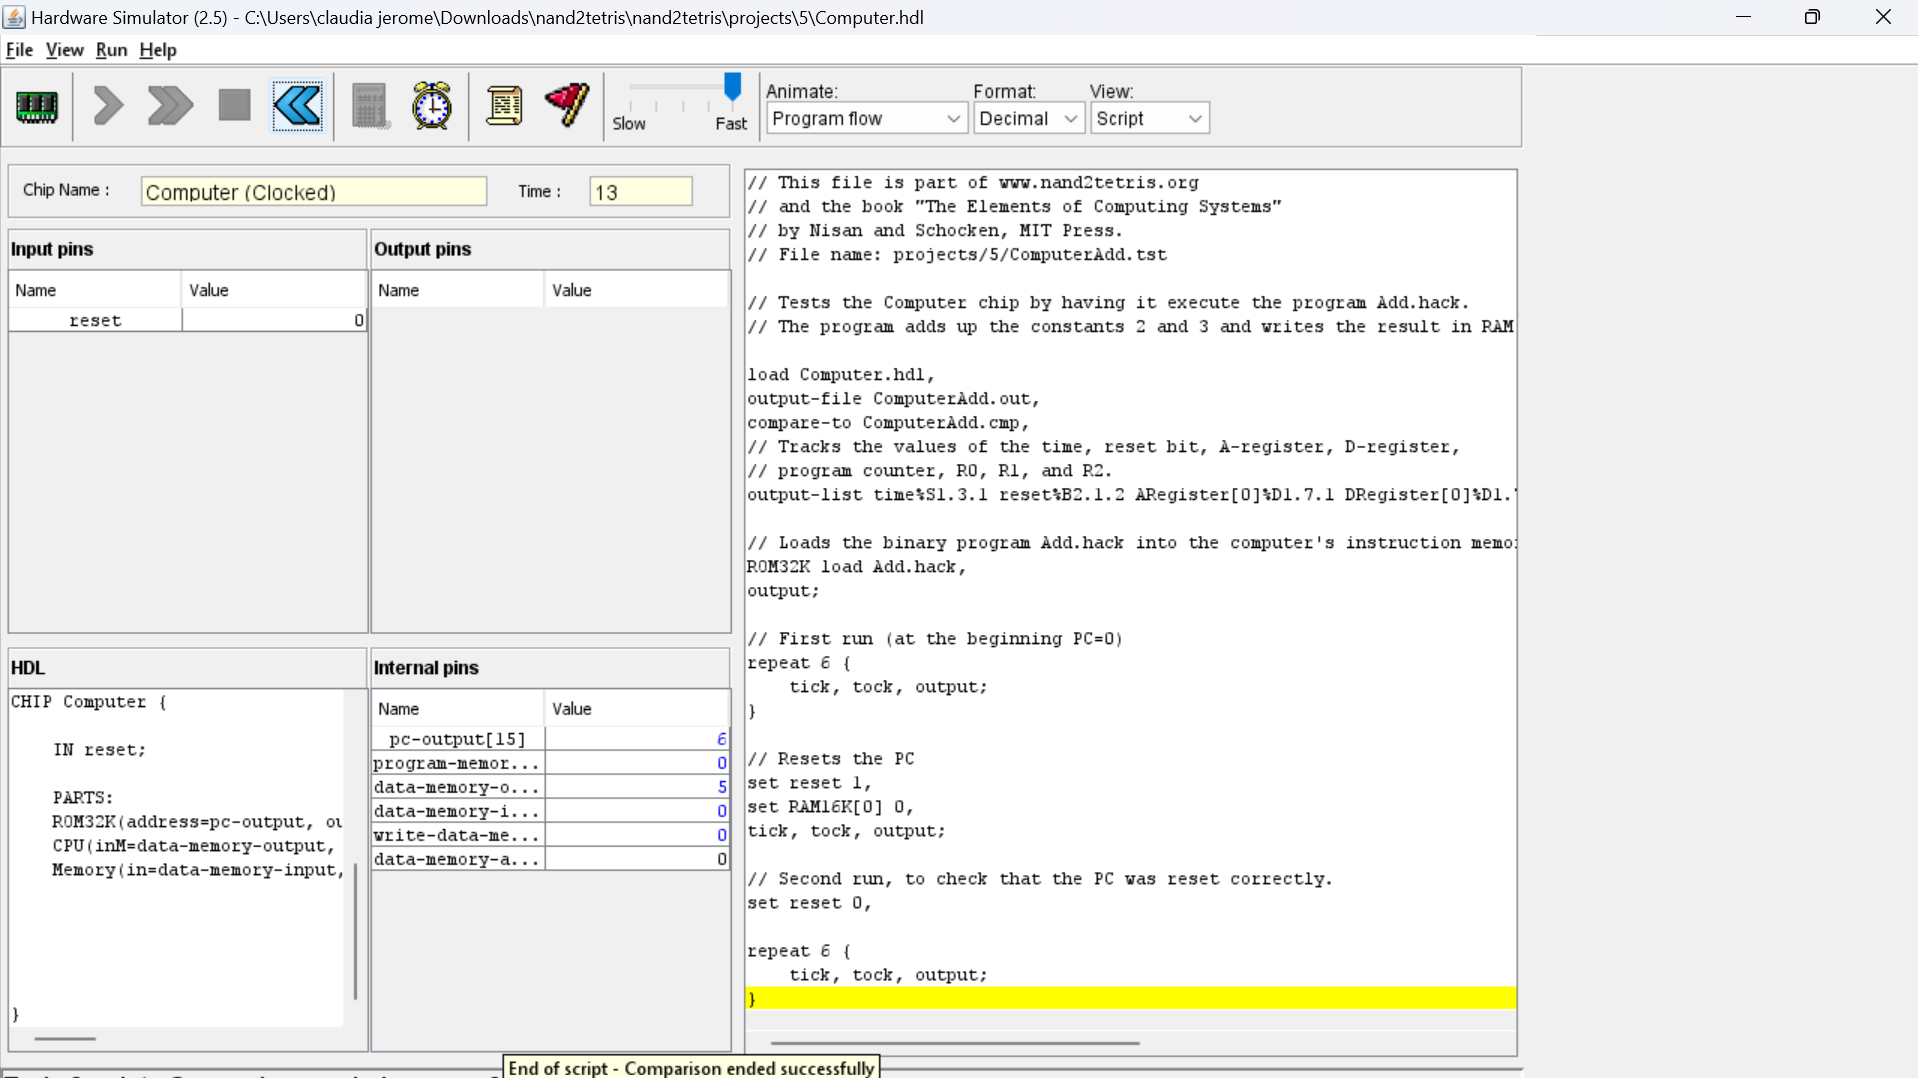 Hardware Simulator (2.5) - C:\Users\claudia jerome\Downloads\nand2tetris\nand2tetris\projects\5\Computer.hdl
File View Run Help
Slow
Fast
Animate:
Program flow
Format:
Decimal
View:
Script
Chip Name :
Computer (Clocked)
Time :
13
Input pins
Name Value
reset 0
Output pins
Name Value
HDL
CHIP Computer {
IN reset;
PARTS:
ROM32K(address=pc-output, ou
CPU(inM=data-memory-output,
Memory(in=data-memory-input,
}
Internal pins
Name Value
pc-output[15] 6
program-memor... 0
data-memory-o... 5
data-memory-i... 0
write-data-me... 0
data-memory-a... 0
// This file is part of www.nand2tetris.org
// and the book "The Elements of Computing Systems"
// by Nisan and Schocken, MIT Press.
// File name: projects/5/ComputerAdd.tst
// Tests the Computer chip by having it execute the program Add.hack.
// The program adds up the constants 2 and 3 and writes the result in RAM
load Computer.hdl,
output-file ComputerAdd.out,
compare-to ComputerAdd.cmp,
// Tracks the values of the time, reset bit, A-register, D-register,
// program counter, R0, R1, and R2.
output-list time%S1.3.1 reset%B2.1.2 ARegister[0]%D1.7.1 DRegister[0]%D1.
// Loads the binary program Add.hack into the computer's instruction memo
ROM32K load Add.hack,
output;
// First run (at the beginning PC=0)
repeat 6 {
tick, tock, output;
}
// Resets the PC
set reset 1,
set RAM16K[0] 0,
tick, tock, output;
// Second run, to check that the PC was reset correctly.
set reset 0,
repeat 6 {
tick, tock, output;
}
End of script - Comparison ended successfully